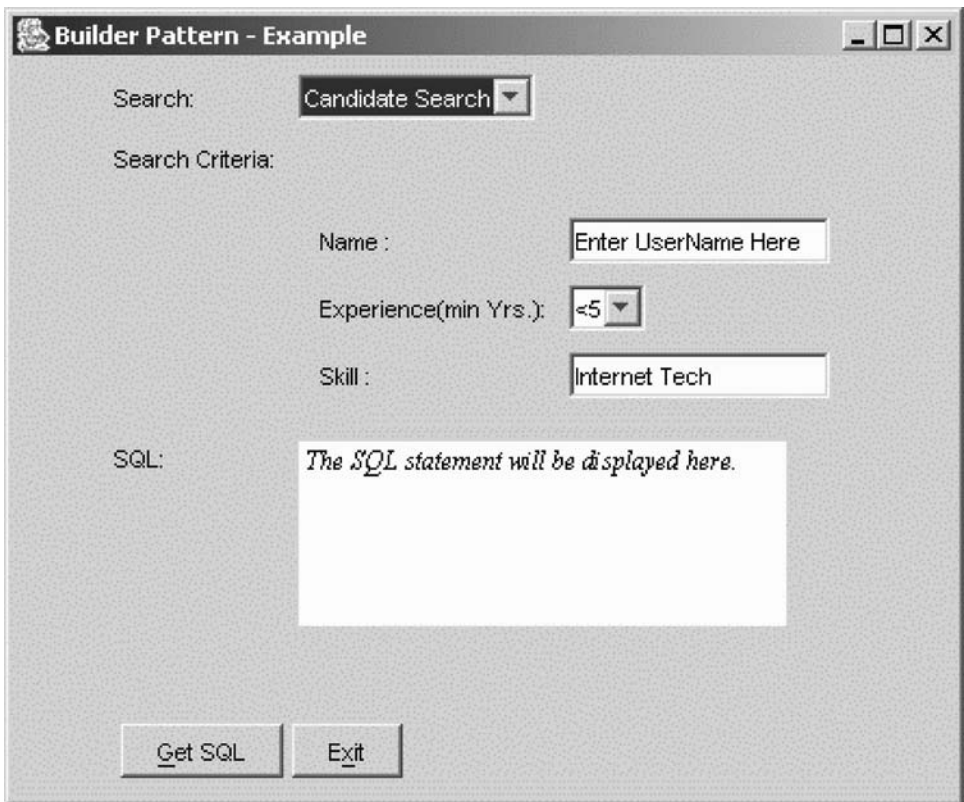 Builder Pattern - Example
Search: Candidate Search
Search Criteria:
Name : Enter UserName Here
Experience(min Yrs.): <5
Skill : Internet Tech
SQL: The SQL statement will be displayed here.
Get SQL Exit